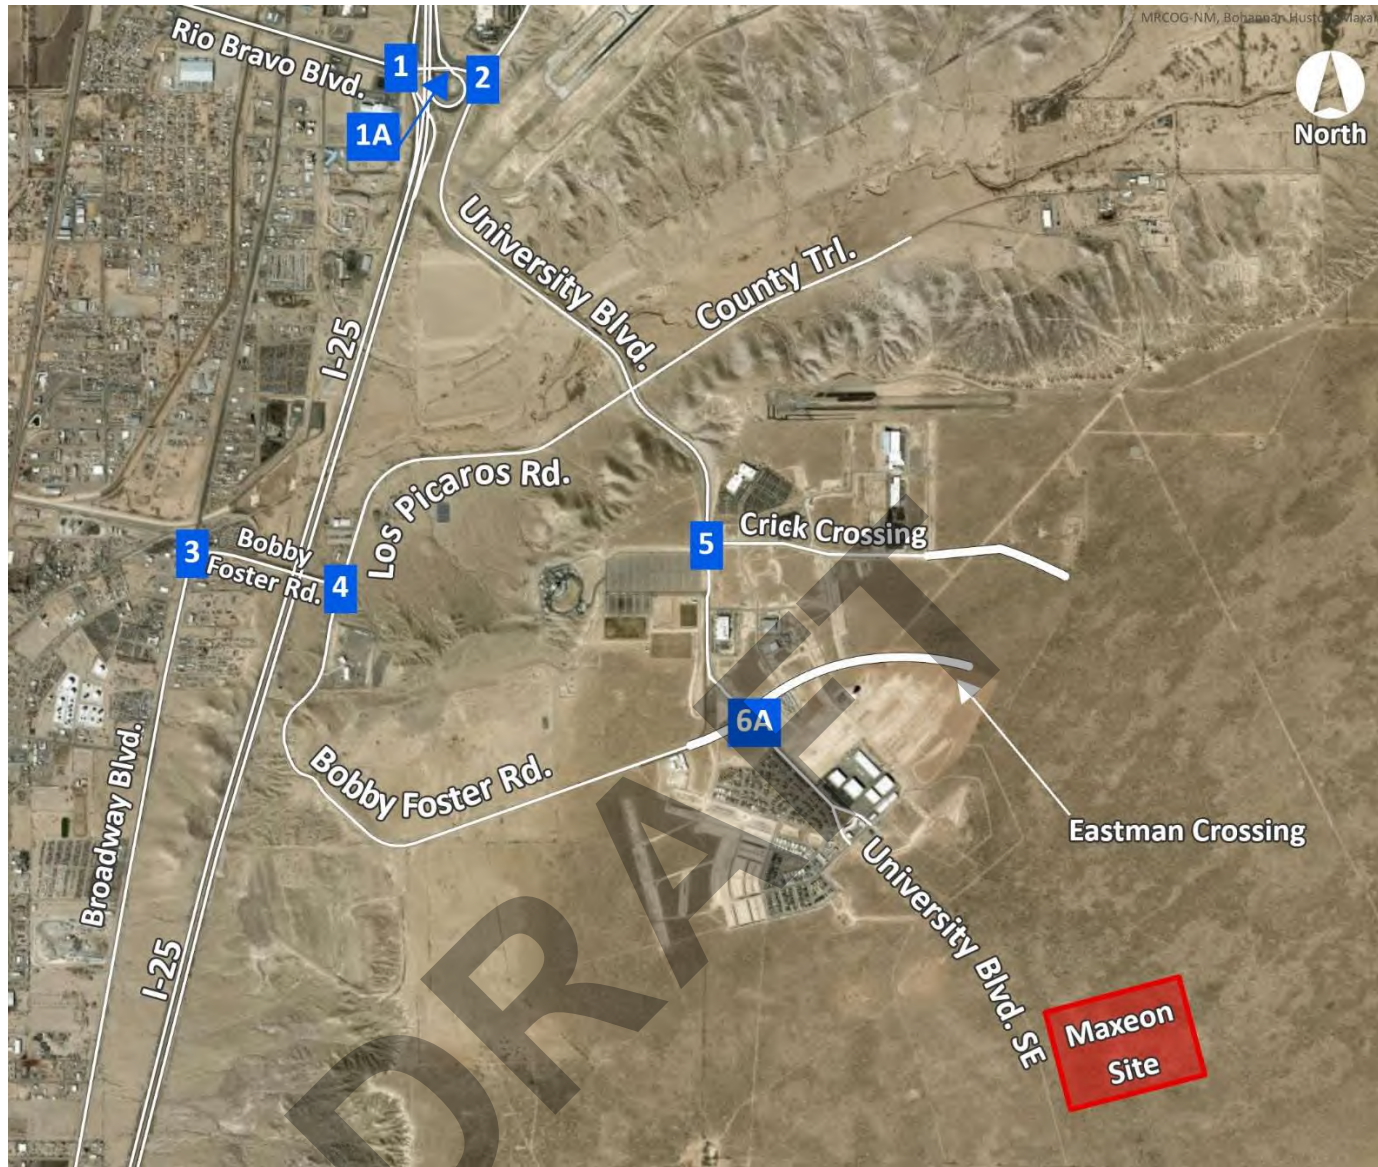 MRCOG-NM, Bohannan Huston, Maxar
Rio Bravo Blvd.
1
2
1A
North
University Blvd.
County Trl.
I-25
Los Picaros Rd.
Crick Crossing
3
Bobby
Foster Rd.
4
5
6A
Bobby Foster Rd.
Broadway Blvd.
Eastman Crossing
University Blvd. SE
I-25
Maxeon
Site
DRAFT